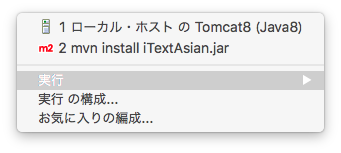 1 ローカル・ホスト の Tomcat8 (Java8)
m2 2 mvn install iTextAsian.jar
実行
実行 の構成...
お気に入りの編成...